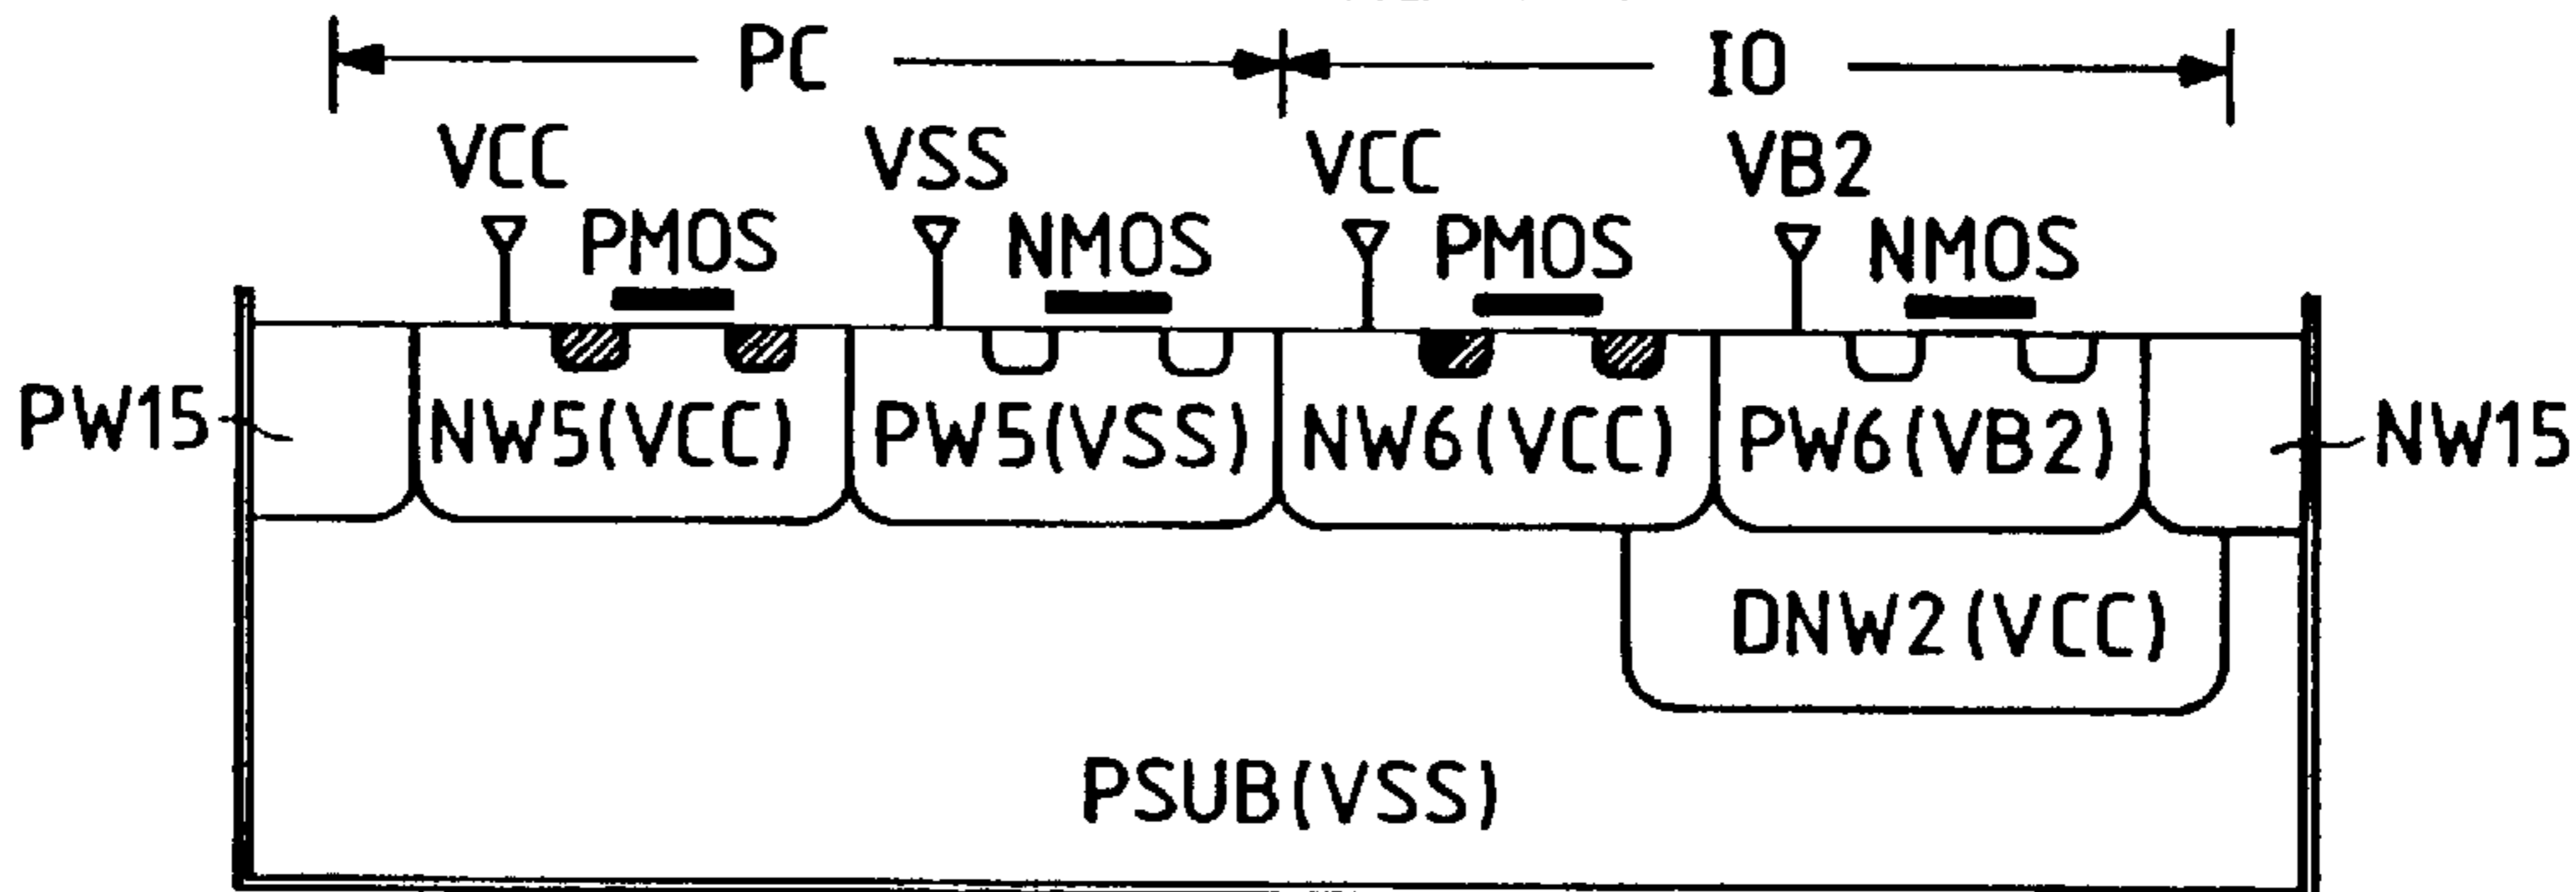 PC IO
VCC VSS VCC VB2
PMOS NMOS PMOS NMOS
PW15 NW5(VCC) PW5(VSS) NW6(VCC) PW6(VB2) NW15
DNW2(VCC)
PSUB(VSS)